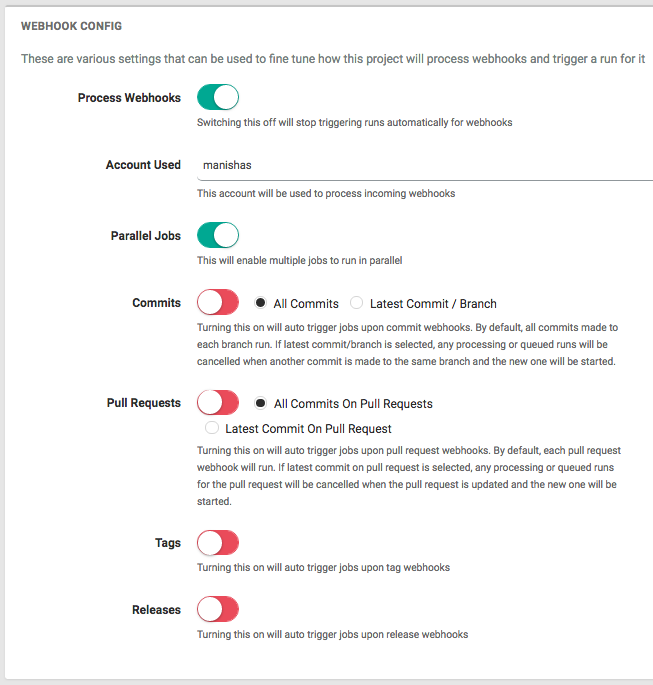 WEBHOOK CONFIG
These are various settings that can be used to fine tune how this project will process webhooks and trigger a run for it
Process Webhooks
Switching this off will stop triggering runs automatically for webhooks
Account Used manishas
This account will be used to process incoming webhooks
Parallel Jobs
This will enable multiple jobs to run in parallel
Commits All Commits Latest Commit / Branch
Turning this on will auto trigger jobs upon commit webhooks. By default, all commits made to
each branch run. If latest commit/branch is selected, any processing or queued runs will be
cancelled when another commit is made to the same branch and the new one will be started.
Pull Requests All Commits On Pull Requests
Latest Commit On Pull Request
Turning this on will auto trigger jobs upon pull request webhooks. By default, each pull request
webhook will run. If latest commit on pull request is selected, any processing or queued runs
for the pull request will be cancelled when the pull request is updated and the new one will be
started.
Tags
Turning this on will auto trigger jobs upon tag webhooks
Releases
Turning this on will auto trigger jobs upon release webhooks